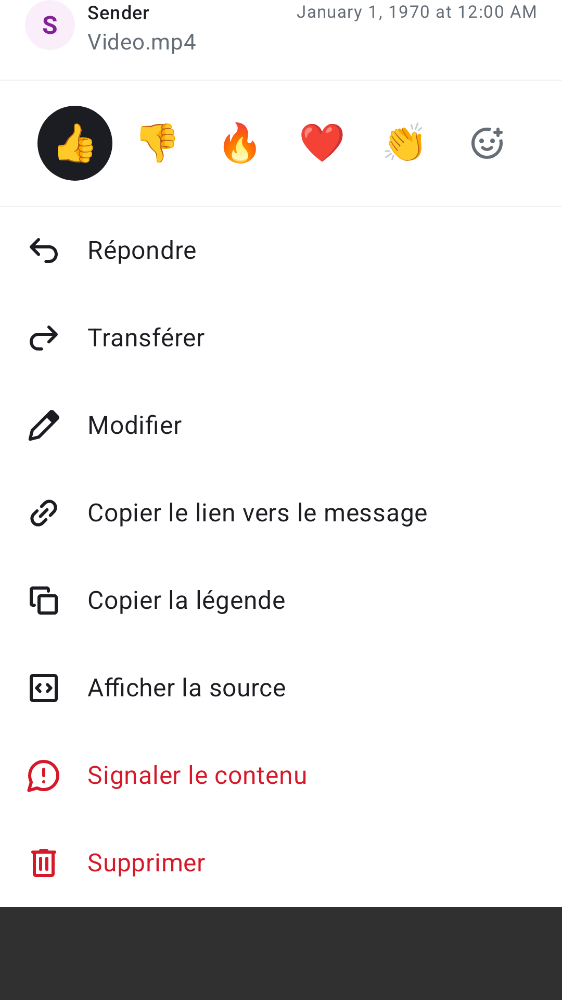 S
Sender
January 1, 1970 at 12:00 AM
Video.mp4
Répondre
Transférer
Modifier
Copier le lien vers le message
Copier la légende
Afficher la source
Signaler le contenu
Supprimer